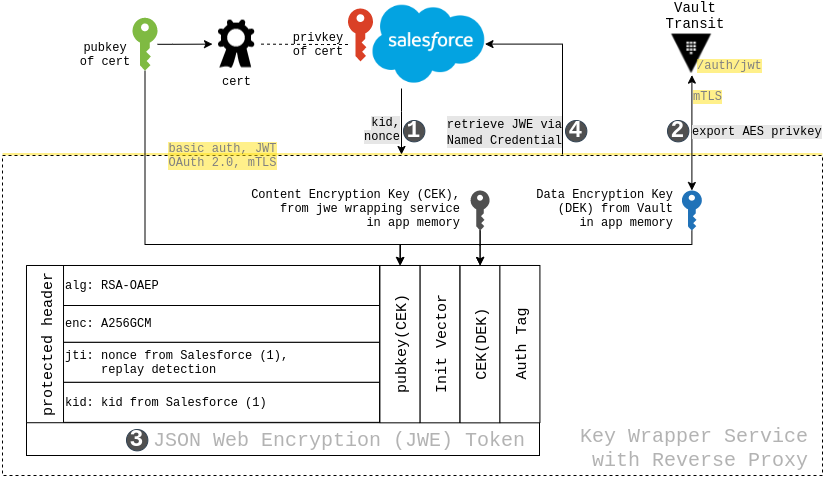 Vault
Transit
pubkey
of cert
cert
privkey
of cert
salesforce
/auth/jwt
mTLS
kid,
nonce
1
retrieve JWE via
Named Credential
4
2
export AES privkey
basic auth, JWT
OAuth 2.0, mTLS
Content Encryption Key (CEK),
from jwe wrapping service
in app memory
Data Encryption Key
(DEK) from Vault
in app memory
protected header
alg: RSA-OAEP
enc: A256GCM
jti: nonce from Salesforce (1),
replay detection
kid: kid from Salesforce (1)
pubkey(CEK)
Init Vector
CEK(DEK)
Auth Tag
3
JSON Web Encryption (JWE) Token
Key Wrapper Service
with Reverse Proxy